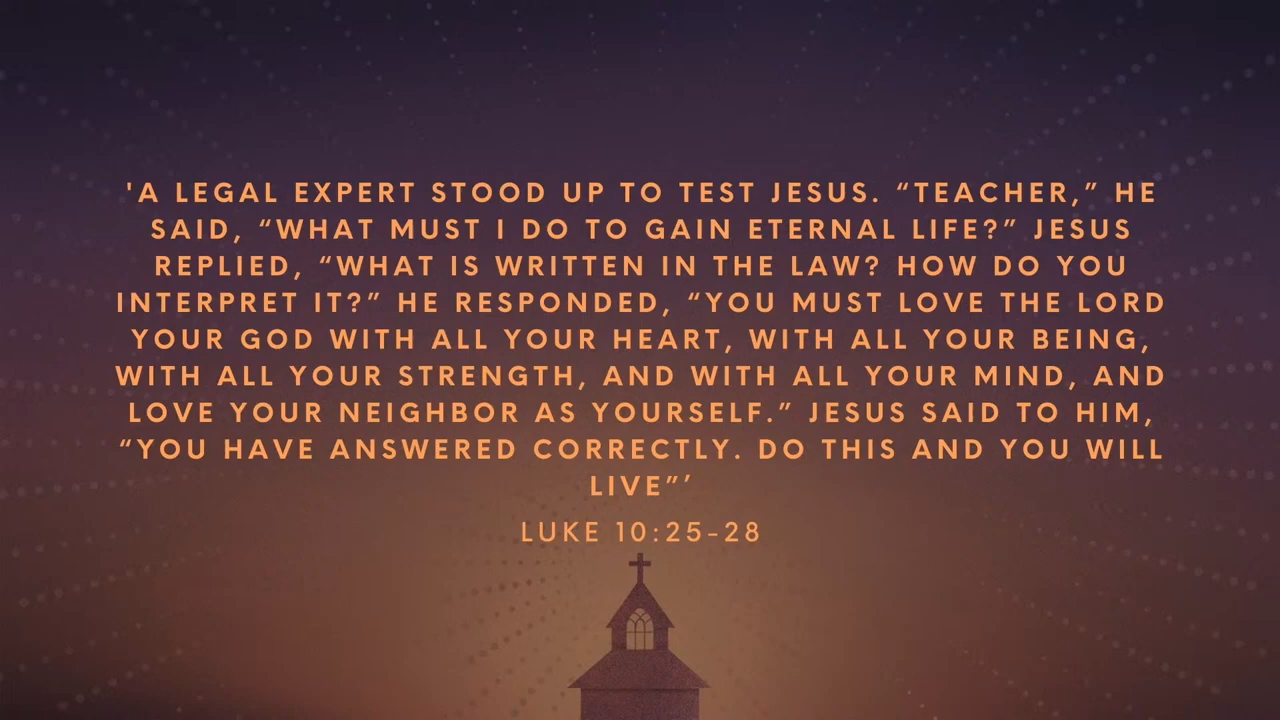 'A LEGAL EXPERT STOOD UP TO TEST JESUS. “TEACHER,” HE
SAID, “WHAT MUST I DO TO GAIN ETERNAL LIFE?” JESUS
REPLIED, “WHAT IS WRITTEN IN THE LAW? HOW DO YOU
INTERPRET IT?” HE RESPONDED, “YOU MUST LOVE THE LORD
YOUR GOD WITH ALL YOUR HEART, WITH ALL YOUR BEING,
WITH ALL YOUR STRENGTH, AND WITH ALL YOUR MIND, AND
LOVE YOUR NEIGHBOR AS YOURSELF.” JESUS SAID TO HIM,
“YOU HAVE ANSWERED CORRECTLY. DO THIS AND YOU WILL
LIVE”’
LUKE 10:25-28